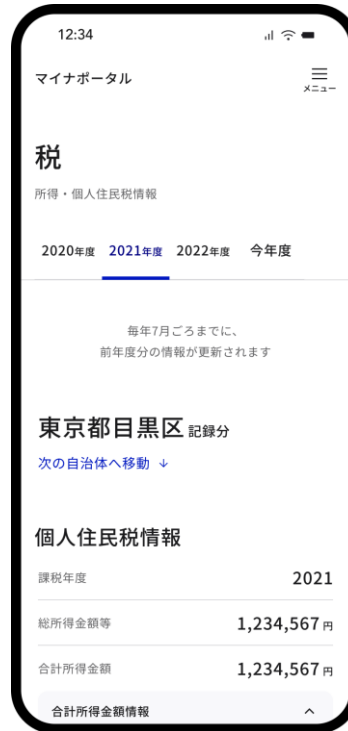 12:34
マイナポータル
メニュー
税
所得・個人住民税情報
2020年度 2021年度 2022年度 今年度
毎年7月ごろまでに、
前年度分の情報が更新されます
東京都目黒区 記録分
次の自治体へ移動 ↓
個人住民税情報
課税年度 2021
総所得金額等 1,234,567 円
合計所得金額 1,234,567 円
合計所得金額情報